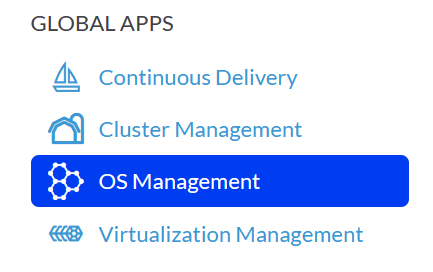 GLOBAL APPS
Continuous Delivery
Cluster Management
OS Management
Virtualization Management